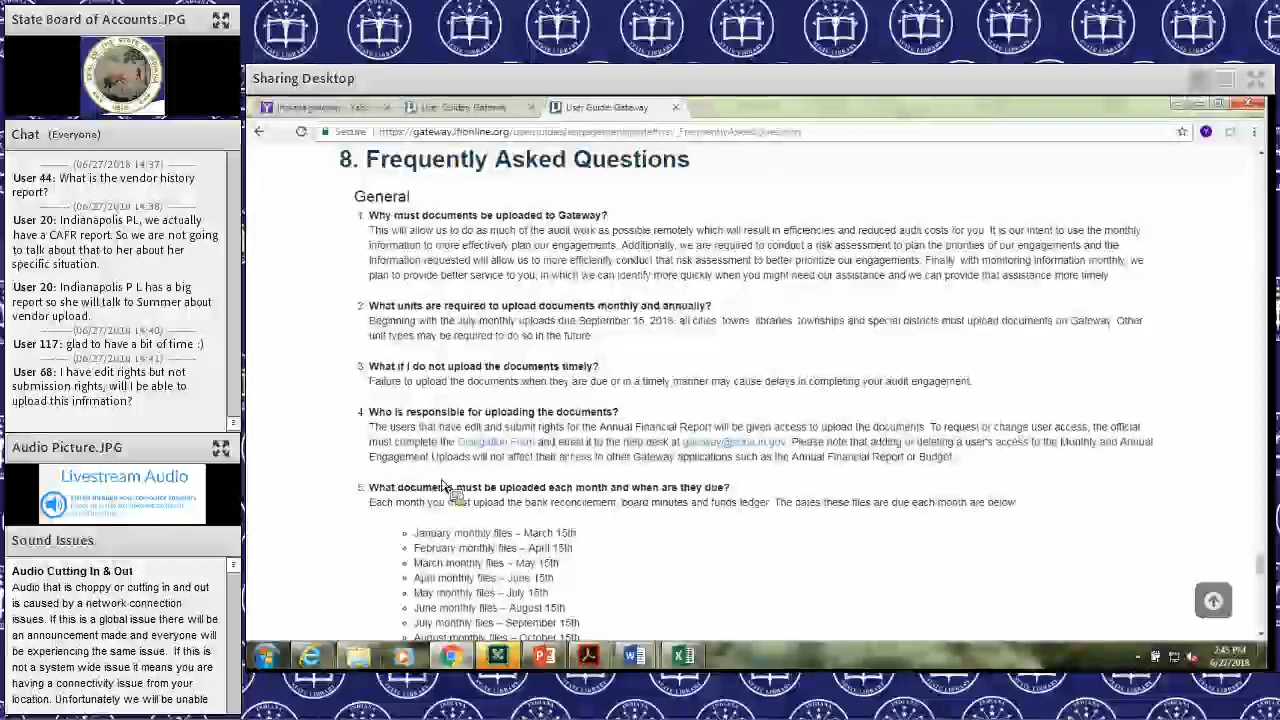 State Board of Accounts.JPG
Chat (Everyone)
(06/27/2018 14:37)
User 44: What is the vendor history
report?
(06/27/2018 14:38)
User 20: Indianapolis PL, we actually
have a CAFR report. So we are not going
to talk about that to her about her
specific situation.
User 20: Indianapolis P L has a big
report so she will talk to Summer about
vendor upload.
(06/27/2018 14:40)
User 117: glad to have a bit of time :)
(06/27/2018 14:41)
User 68: I have edit rights but not
submission rights, will I be able to
upload this infrmation?
Audio Picture.JPG
Livestream Audio
Sound Issues
Audio Cutting In & Out
Audio that is choppy or cutting in and out
is caused by a network connection
issues. If this is a global issue there will be
an announcement made and everyone will
be experiencing the same issue. If this is
not a system wide issue it means you are
having a connectivity issue from your
location. Unfortunately we will be unable
Sharing Desktop
User Guides: Gateway
User Guide: Gateway
Secure
8. Frequently Asked Questions
General
1. Why must documents be uploaded to Gateway?
This will allow us to do as much of the audit work as possible remotely which will result in efficiencies and reduced audit costs for you. It is our intent to use the monthly
information to more effectively plan our engagements. Additionally, we are required to conduct a risk assessment to plan the priorities of our engagements and the
information requested will allow us to more efficiently conduct that risk assessment to better prioritize our engagements. Finally, with monitoring information monthly, we
plan to provide better service to you, in which we can identify more quickly when you might need our assistance and we can provide that assistance more timely
2. What units are required to upload documents monthly and annually?
Beginning with the July monthly uploads due September 15, 2018, all cities, towns, libraries, townships and special districts must upload documents on Gateway. Other
unit types may be required to do so in the future
3. What if I do not upload the documents timely?
Failure to upload the documents when they are due or in a timely manner may cause delays in completing your audit engagement.
4. Who is responsible for uploading the documents?
The users that have edit and submit rights for the Annual Financial Report will be given access to upload the documents. To request or change user access, the official
must complete the Delegation Form and email it to the help desk at gateway@sboa.in.gov. Please note that adding or deleting a user's access to the Monthly and Annual
Engagement Uploads will not affect their access to other Gateway applications such as the Annual Financial Report or Budget.
5. What documents must be uploaded each month and when are they due?
Each month you must upload the bank reconcilement, board minutes and funds ledger. The dates these files are due each month are below
January monthly files – March 15th
February monthly files – April 15th
March monthly files – May 15th
April monthly files – June 15th
May monthly files – July 15th
June monthly files – August 15th
July monthly files – September 15th
August monthly files – October 15th
2:45 PM
6/27/2018